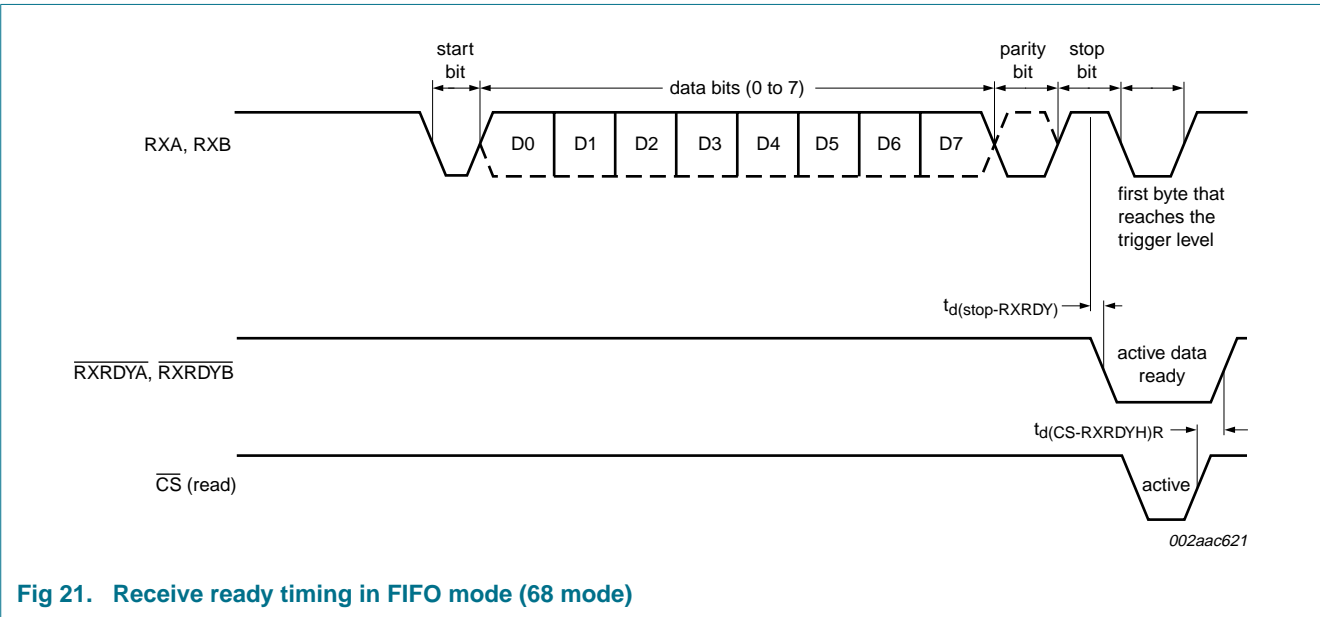 start
bit
data bits (0 to 7)
parity
bit
stop
bit
RXA, RXB
D0
D1
D2
D3
D4
D5
D6
D7
first byte that
reaches the
trigger level
td(stop-RXRDY)
RXRDYA, RXRDYB
active data
ready
td(CS-RXRDYH)R
CS (read)
active
002aac621
Fig 21. Receive ready timing in FIFO mode (68 mode)